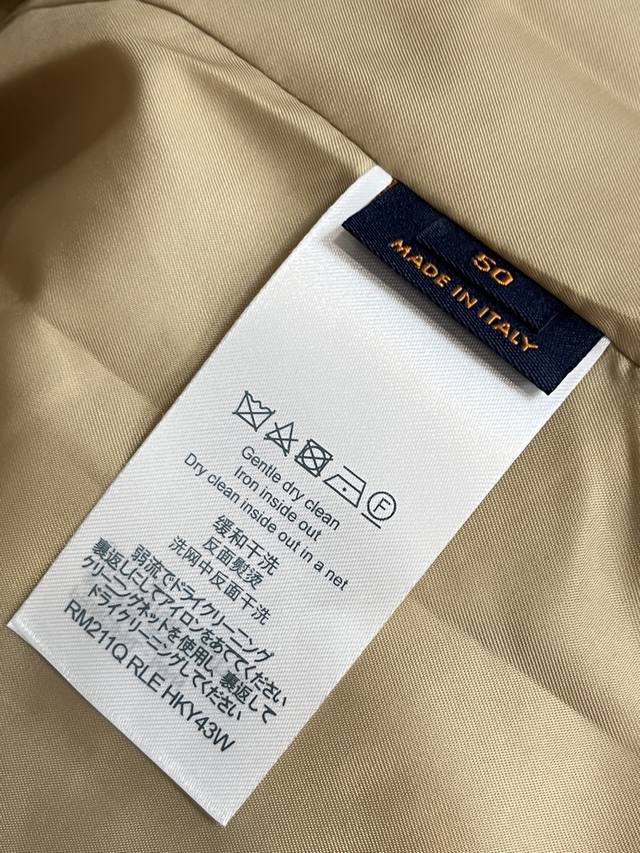 50
MADE IN ITALY
Gentle dry clean
Iron inside out
Dry clean inside out in a net
缓和干洗
反面熨烫
洗网中反面干洗
弱流でドライクリーニング
裏返しにしてアイロンをあててください
クリーニングネットを使用し裏返して
ドライクリーニングしてください
RM211Q RLE HKY43W